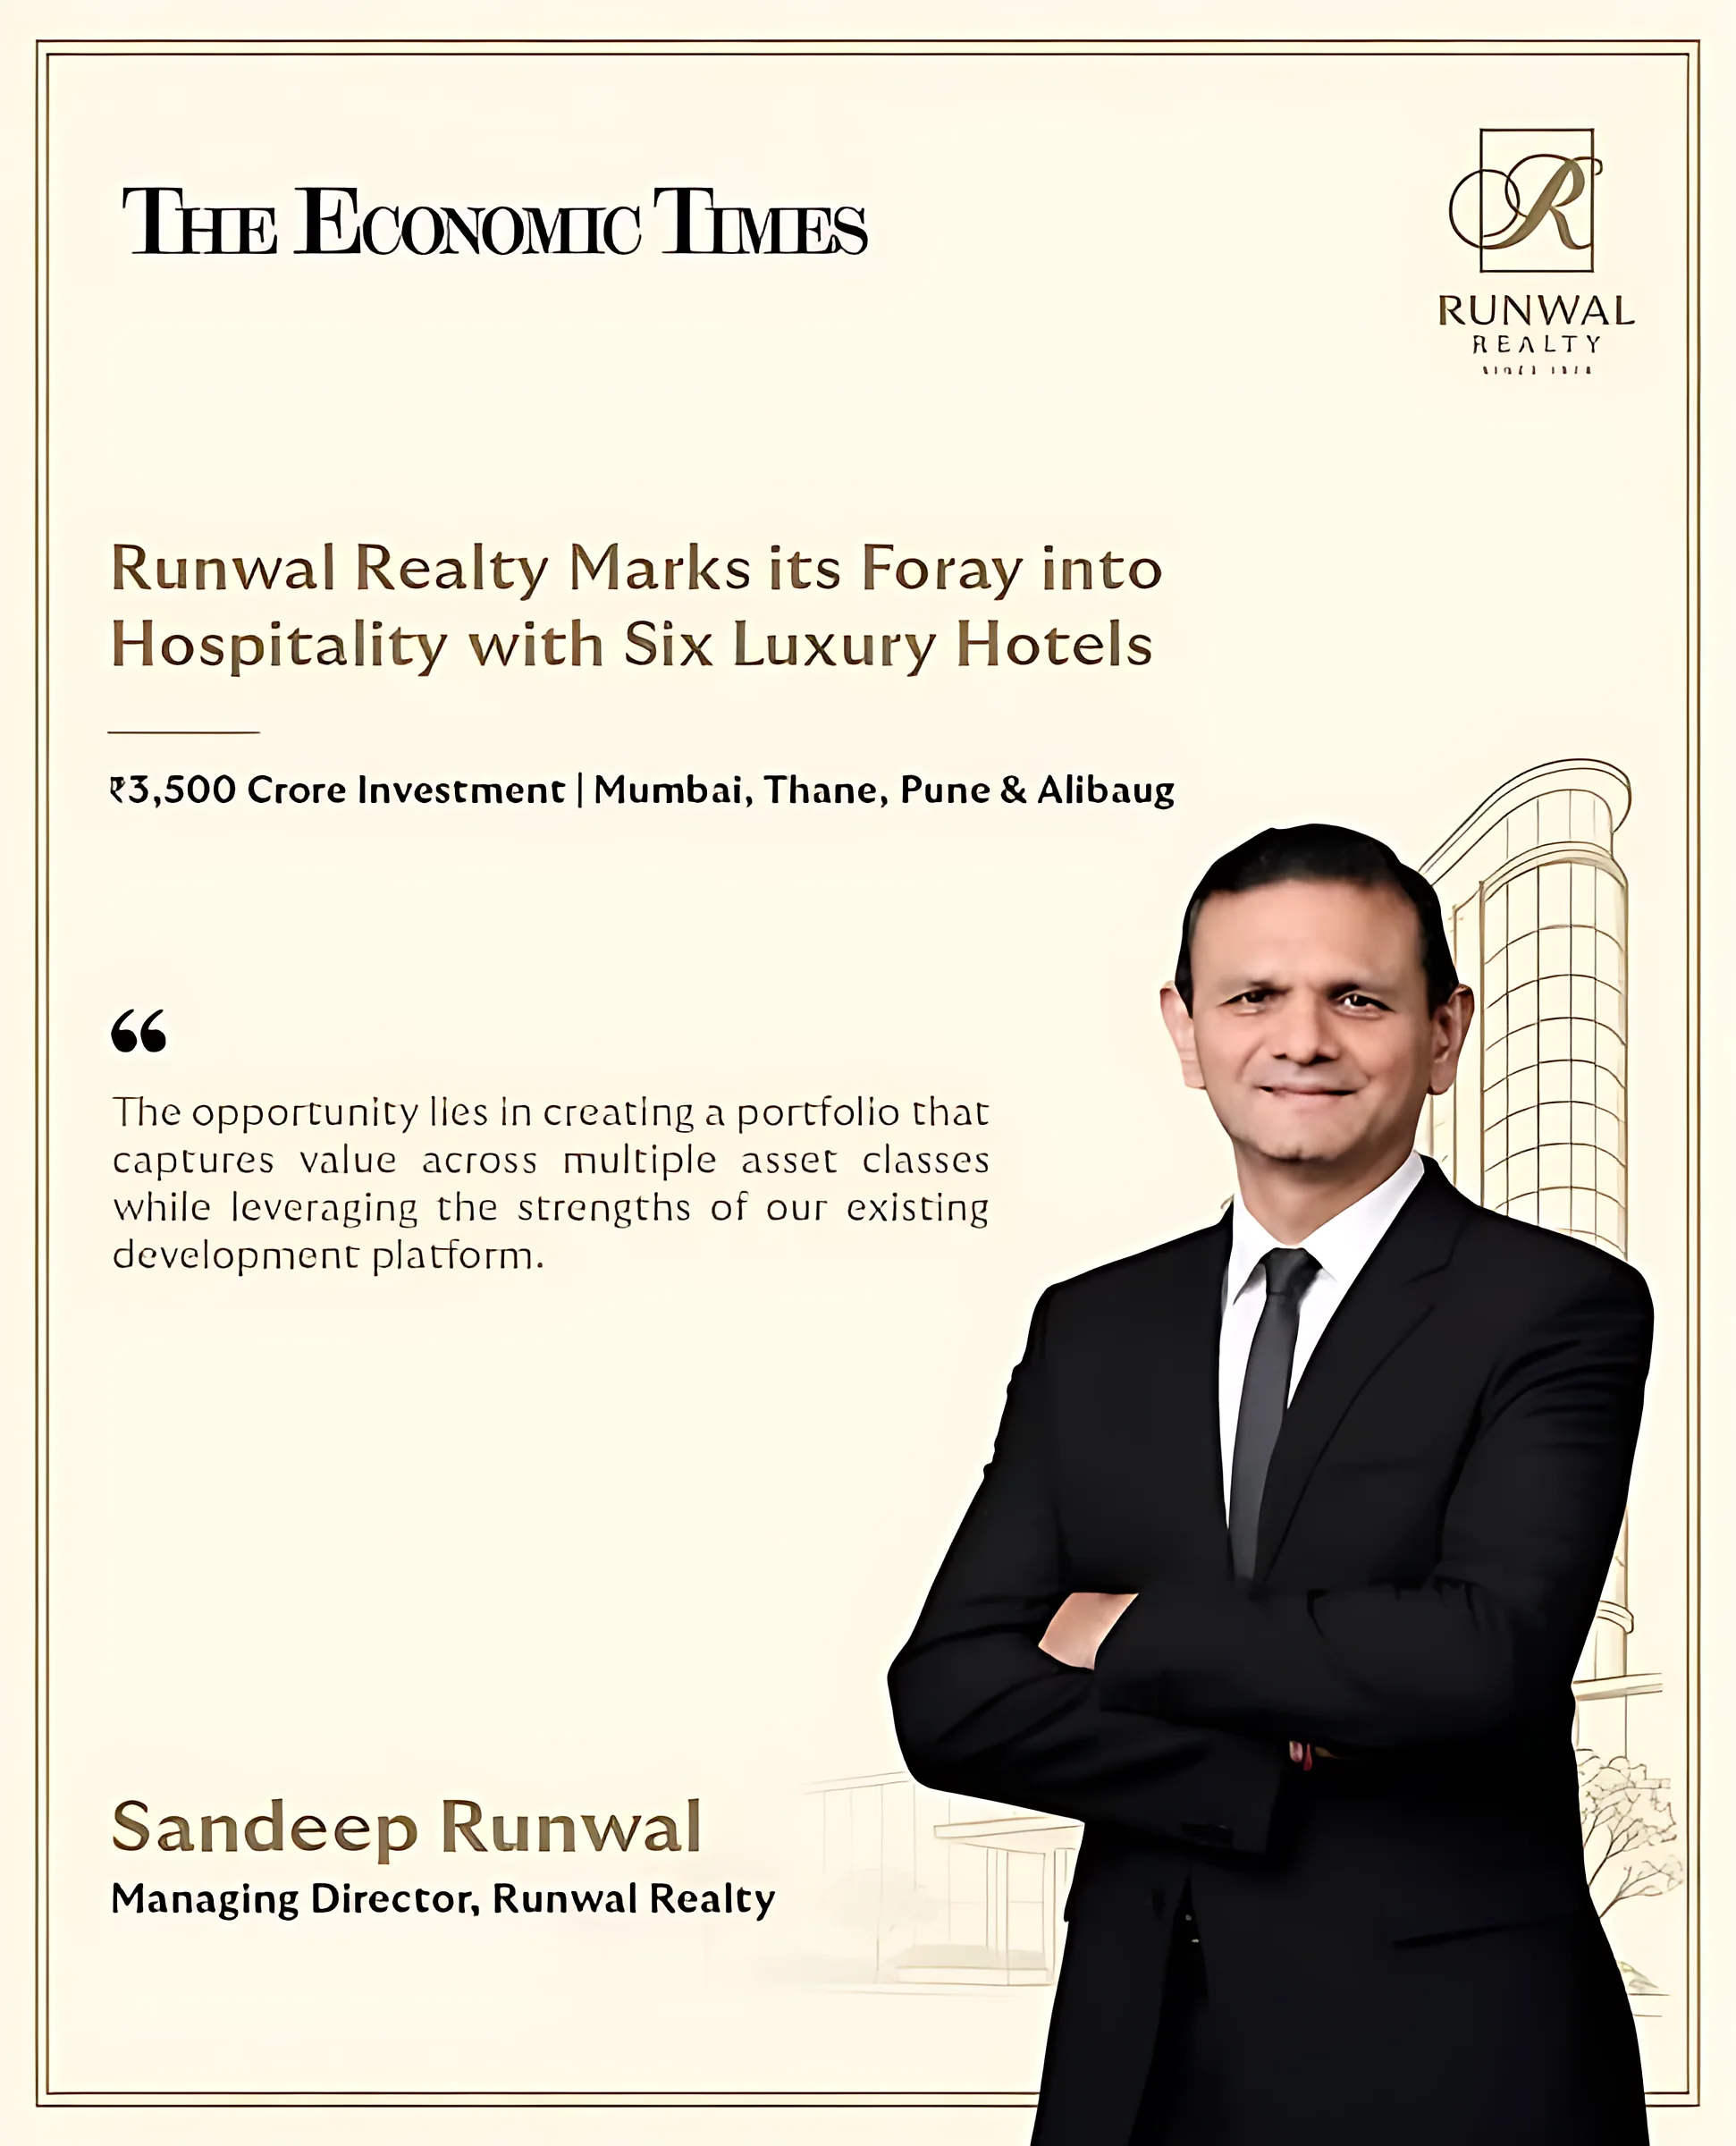 THE ECONOMIC TIMES
R
RUNWAL
REALTY
Runwal Realty Marks its Foray into
Hospitality with Six Luxury Hotels
₹3,500 Crore Investment | Mumbai, Thane, Pune & Alibaug
“
The opportunity lies in creating a portfolio that
captures value across multiple asset classes
while leveraging the strengths of our existing
development platform.
Sandeep Runwal
Managing Director, Runwal Realty